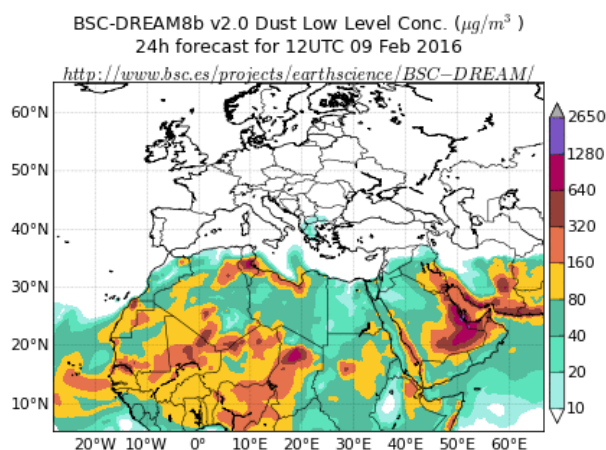 BSC-DREAM8b v2.0 Dust Low Level Conc. (μg/m³ )
24h forecast for 12UTC 09 Feb 2016
http://www.bsc.es/projects/earthscience/BSC−DREAM/
60°N
50°N
40°N
30°N
20°N
10°N
20°W 10°W 0° 10°E 20°E 30°E 40°E 50°E 60°E
2650
1280
640
320
160
80
40
20
10